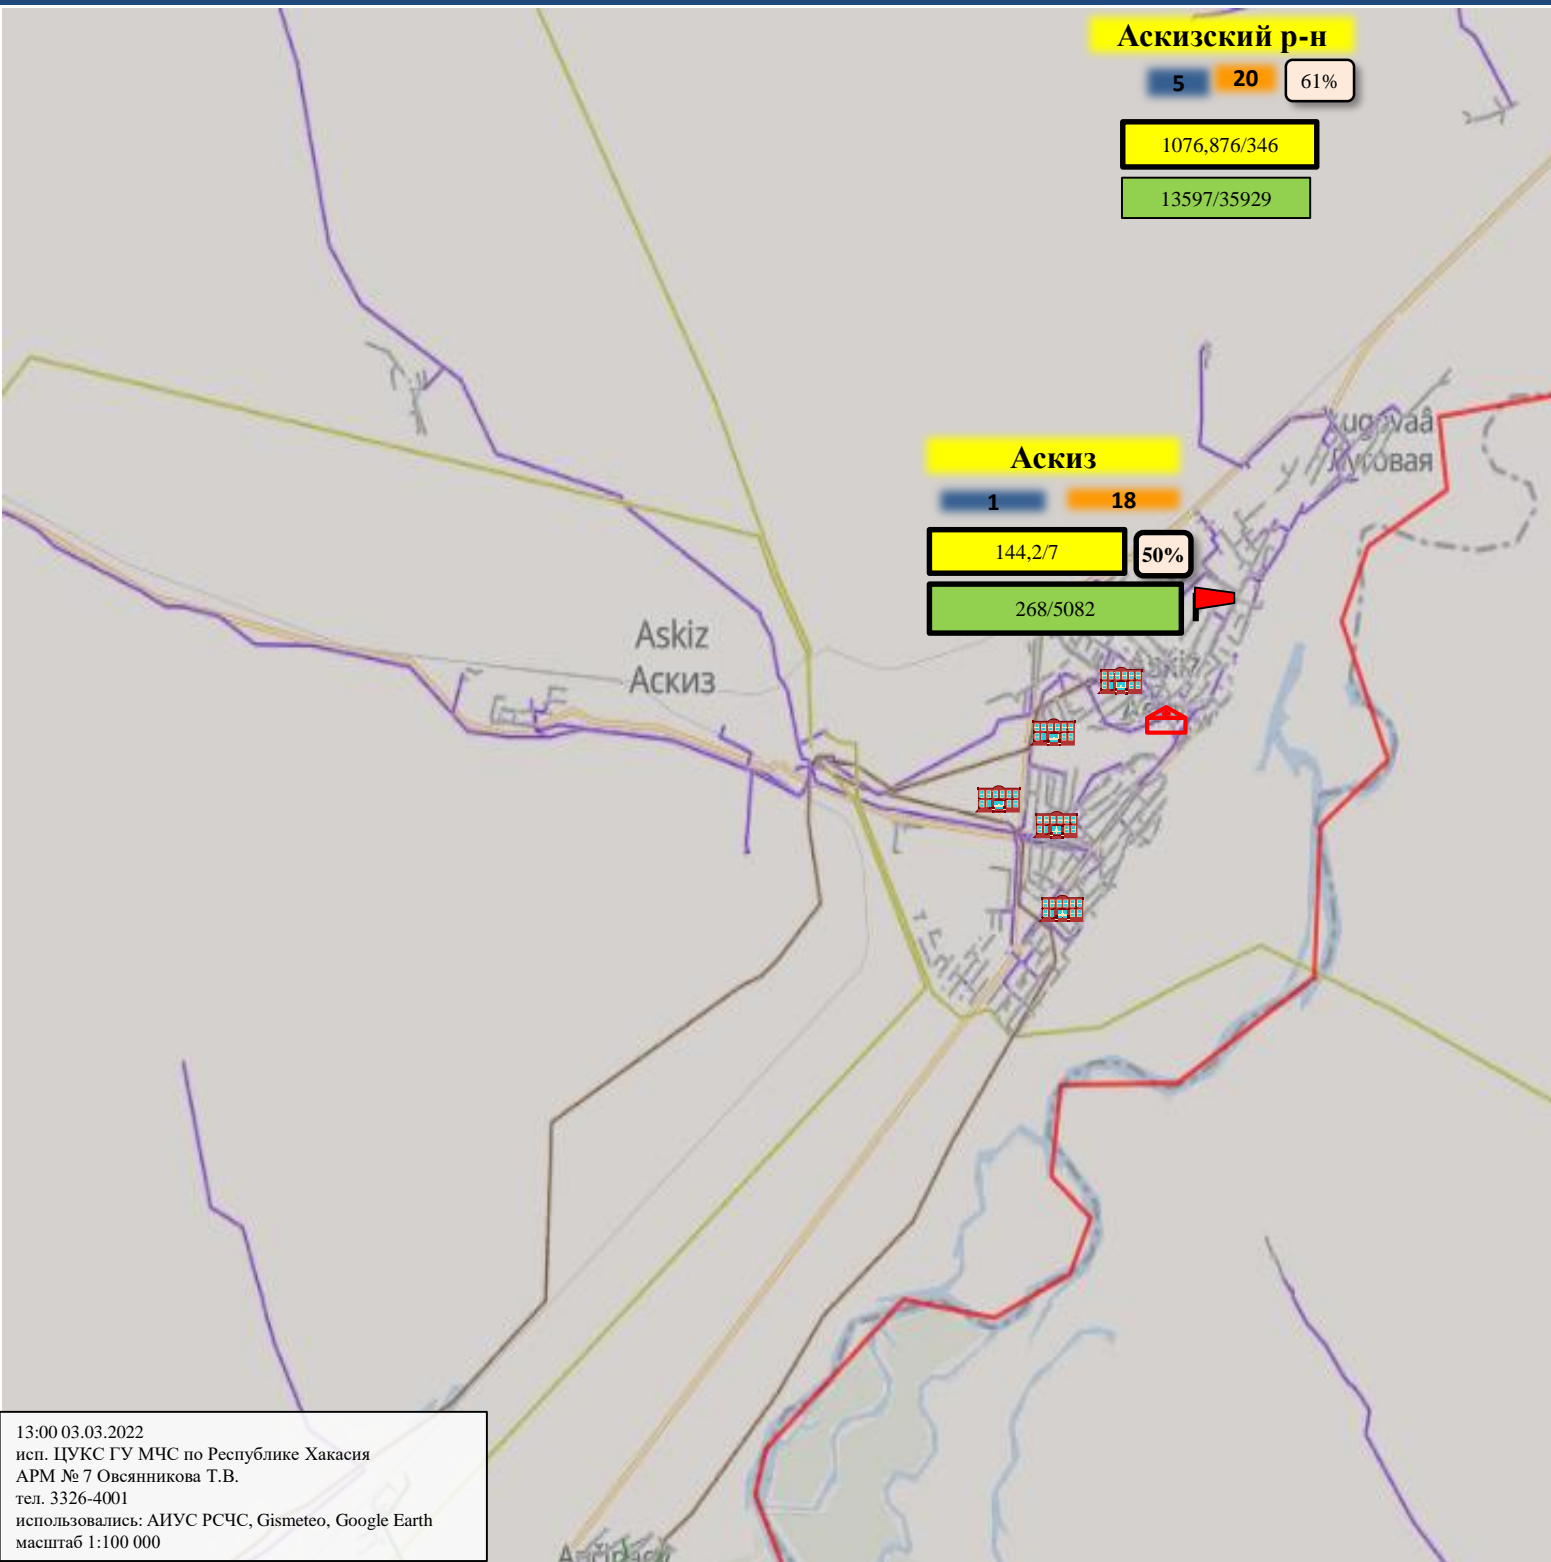 Аскизский р-н
5 20 61%
1076,876/346
13597/35929
Lugovaâ
Луговая
Аскиз
1 18
144,2/7 50%
268/5082
Askiz
Аскиз
13:00 03.03.2022
исп. ЦУКС ГУ МЧС по Республике Хакасия
АРМ № 7 Овсянникова Т.В.
тел. 3326-4001
использовались: АИУС РСЧС, Gismeteo, Google Earth
масштаб 1:100 000